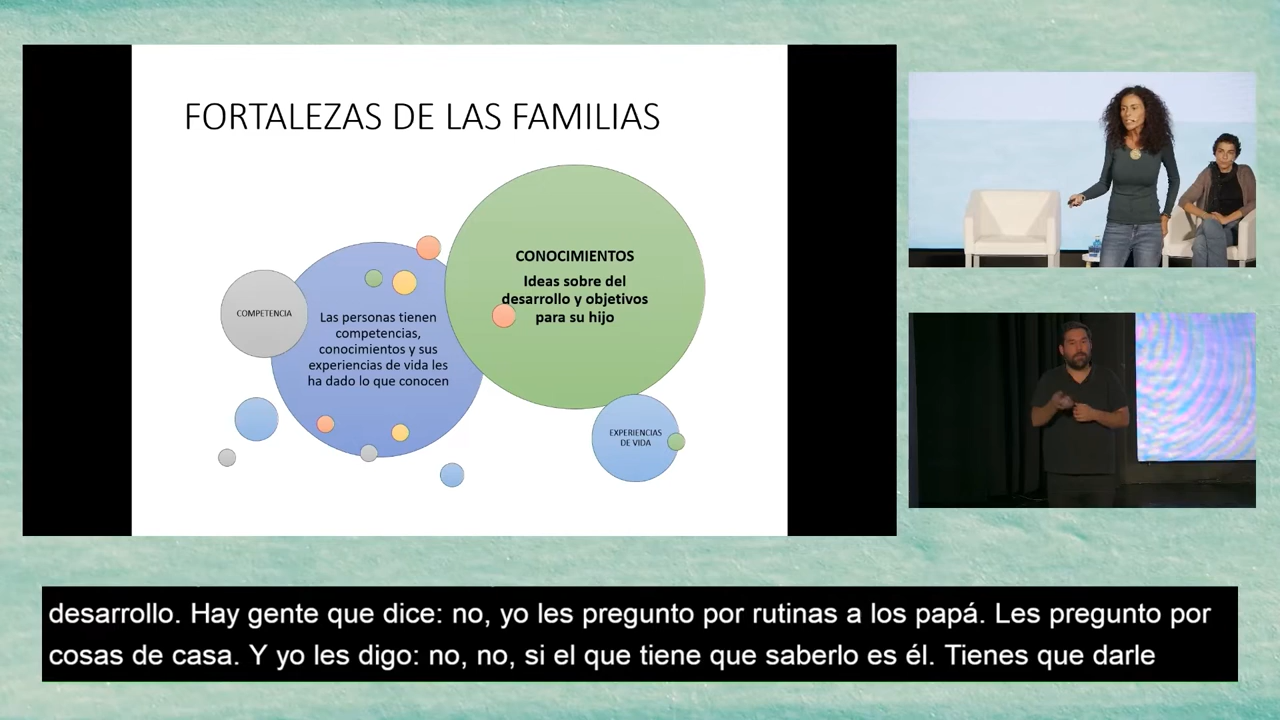 FORTALEZAS DE LAS FAMILIAS
COMPETENCIA
Las personas tienen
competencias,
conocimientos y sus
experiencias de vida les
ha dado lo que conocen
CONOCIMIENTOS
Ideas sobre del
desarrollo y objetivos
para su hijo
EXPERIENCIAS
DE VIDA
desarrollo. Hay gente que dice: no, yo les pregunto por rutinas a los papá. Les pregunto por
cosas de casa. Y yo les digo: no, no, si el que tiene que saberlo es él. Tienes que darle